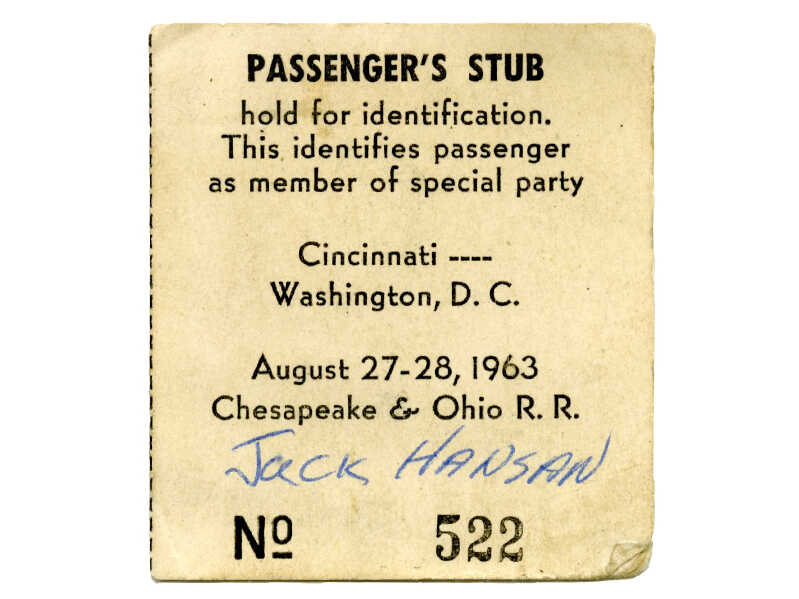 PASSENGER'S STUB
hold for identification.
This identifies passenger
as member of special party
Cincinnati ----
Washington, D. C.
August 27-28, 1963
Chesapeake & Ohio R. R.
Jack HANSAN
Nº 522